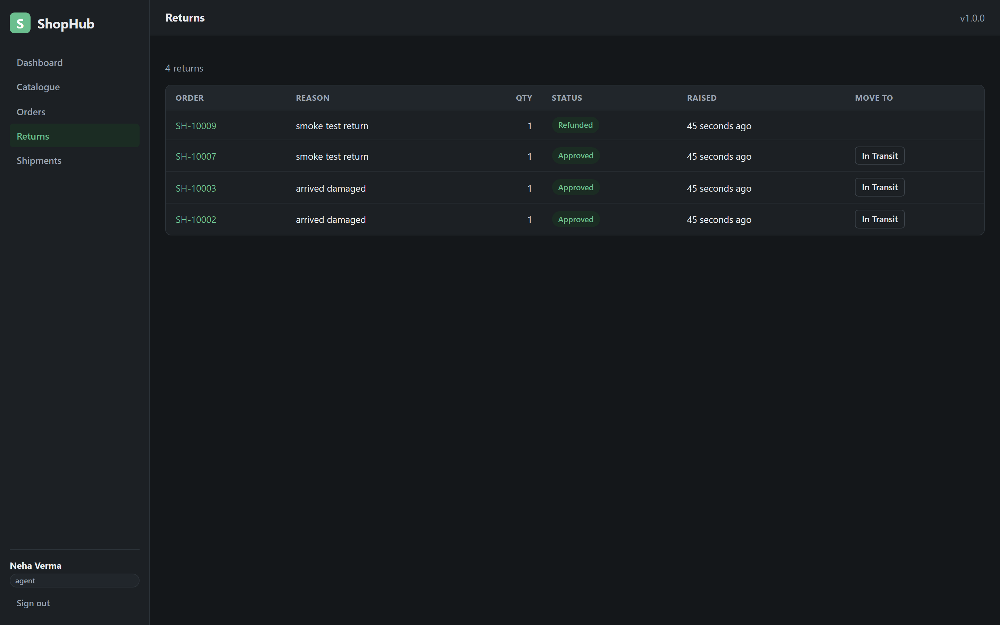 S ShopHub
Dashboard
Catalogue
Orders
Returns
Shipments
Neha Verma
agent
Sign out
Returns
v1.0.0
4 returns
ORDER REASON QTY STATUS RAISED MOVE TO
SH-10009 smoke test return 1 Refunded 45 seconds ago
SH-10007 smoke test return 1 Approved 45 seconds ago In Transit
SH-10003 arrived damaged 1 Approved 45 seconds ago In Transit
SH-10002 arrived damaged 1 Approved 45 seconds ago In Transit